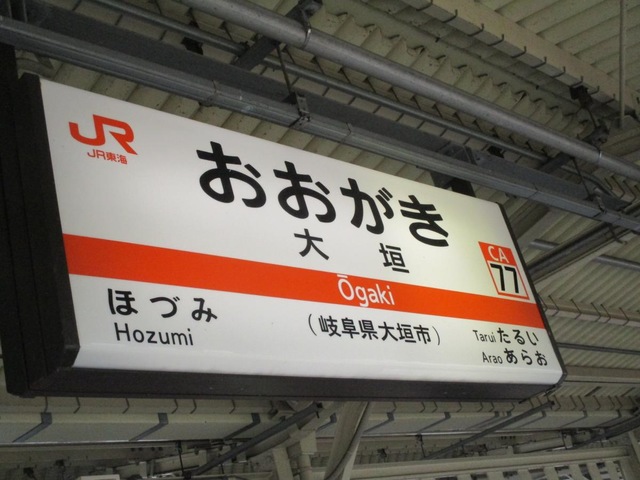 JR
JR東海
おおがき
大垣
CA
77
Ōgaki
ほづみ
Hozumi
(岐阜県大垣市)
Tarui たるい
Arao あらお